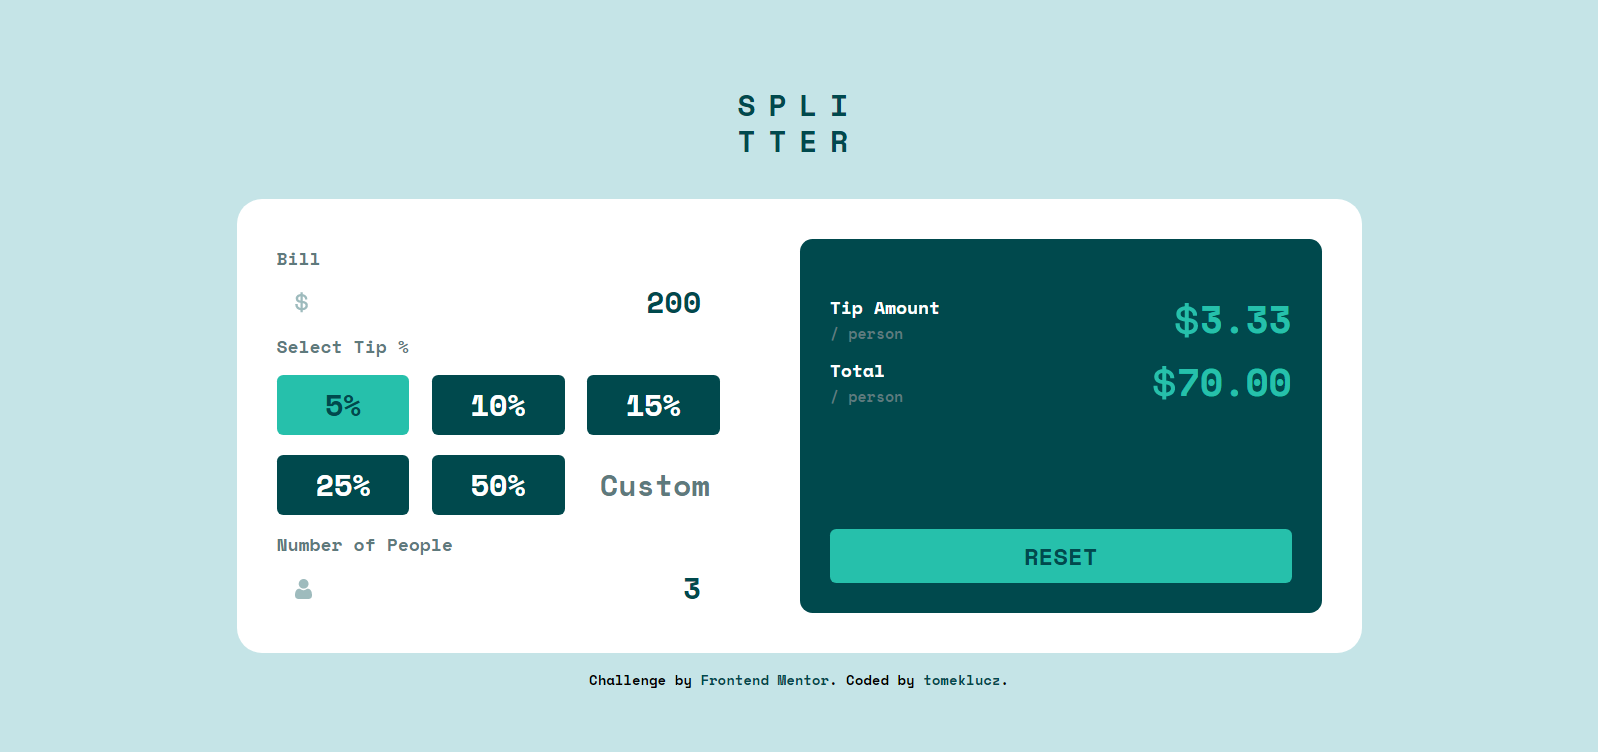 SPLI
TTER
Bill
$
200
Select Tip %
5%
10%
15%
25%
50%
Custom
Number of People
3
Tip Amount
/ person
$3.33
Total
/ person
$70.00
RESET
Challenge by Frontend Mentor. Coded by tomeklucz.